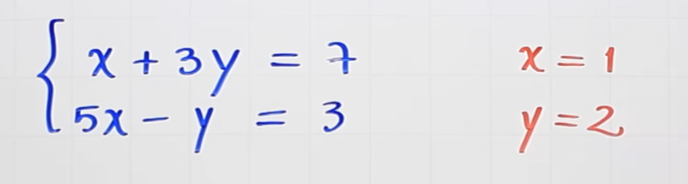 x + 3y = 7 x = 1
5x - y = 3 y = 2